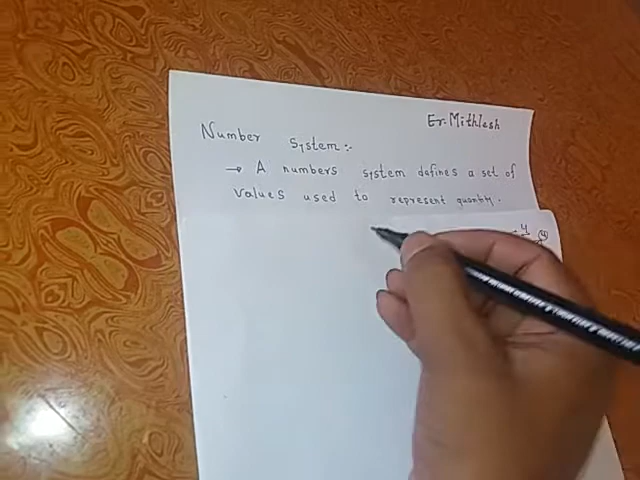 Er. Mithlesh
Number System:-
→ A numbers system defines a set of
values used to represent quantity.